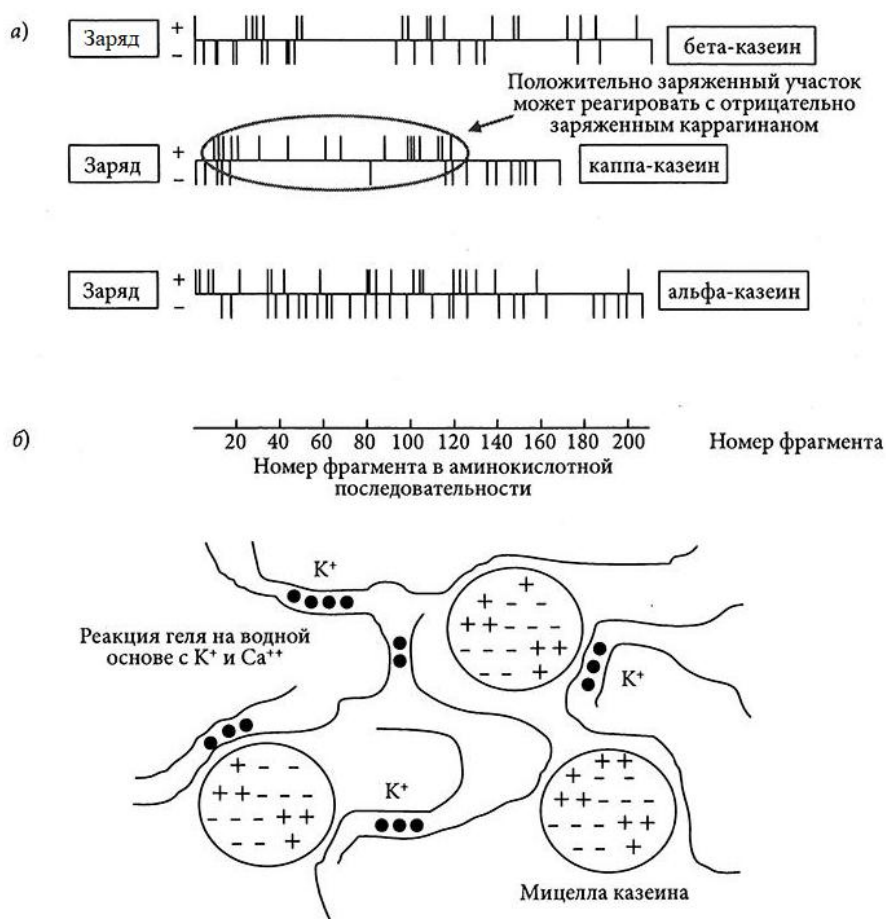 а)
Заряд
+
−
бета-казеин
Положительно заряженный участок
может реагировать с отрицательно
заряженным каррагинаном
Заряд
+
−
каппа-казеин
Заряд
+
−
альфа-казеин
б)
20 40 60 80 100 120 140 160 180 200
Номер фрагмента
Номер фрагмента в аминокислотной
последовательности
K⁺
Реакция геля на водной
основе с K⁺ и Ca⁺⁺
+
+ − −
+ + − − −
− − − + +
− − +
K⁺
+ − −
+ + − − −
− − − + +
− − +
K⁺
+ +
+ − −
+ + − − −
− − − + +
− − +
Мицелла казеина